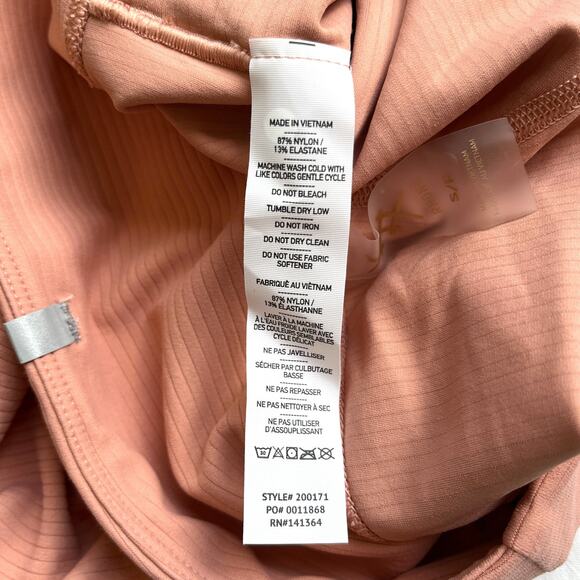 MADE IN VIETNAM
87% NYLON /
13% ELASTANE
MACHINE WASH COLD WITH
LIKE COLORS GENTLE CYCLE
DO NOT BLEACH
TUMBLE DRY LOW
DO NOT IRON
DO NOT DRY CLEAN
DO NOT USE FABRIC
SOFTENER
FABRIQUÉ AU VIÊTNAM
87% NYLON /
13% ÉLASTHANNE
LAVER À LA MACHINE
À L'EAU FROIDE LAVER AVEC
DES COULEURS SEMBLABLES
CYCLE DÉLICAT
NE PAS JAVELLISER
SÉCHER PAR CULBUTAGE
BASSE
NE PAS REPASSER
NE PAS NETTOYER À SEC
NE PAS UTILISER
D'ASSOUPLISSANT
30
STYLE# 200171
PO# 0011868
RN#141364